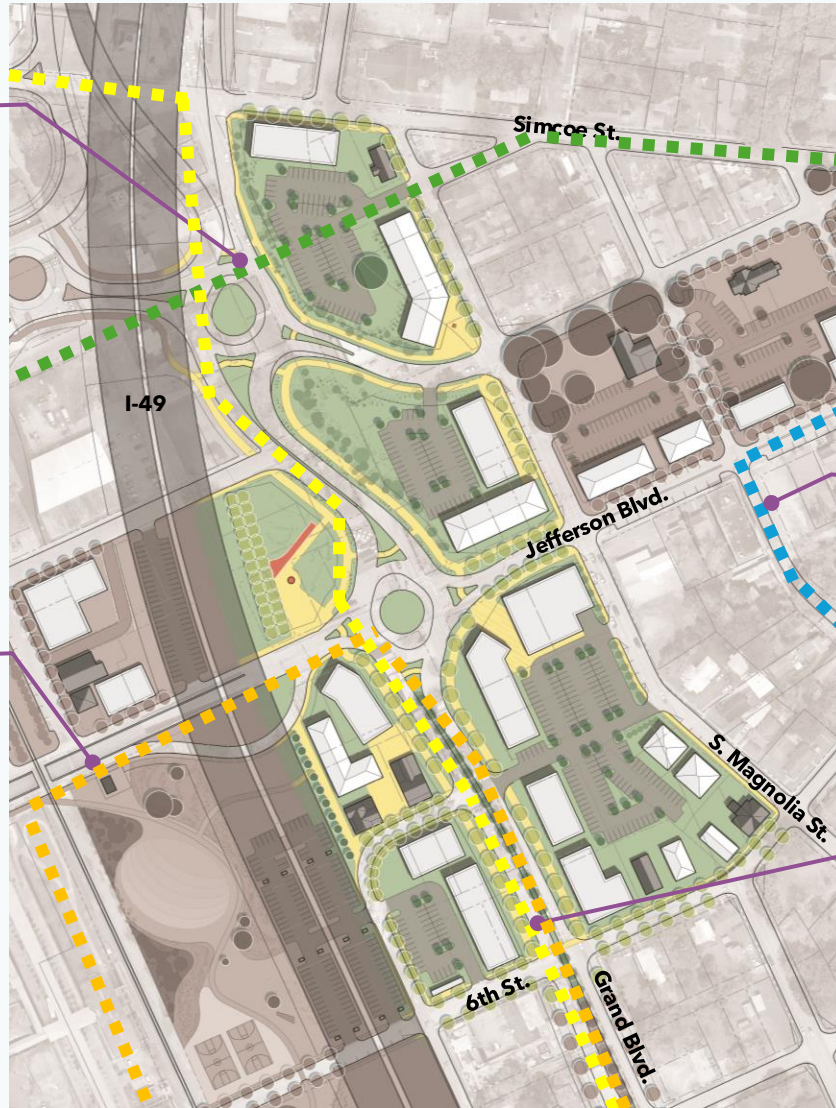 Simcoe St.
I-49
Jefferson Blvd.
S. Magnolia St.
6th St.
Grand Blvd.